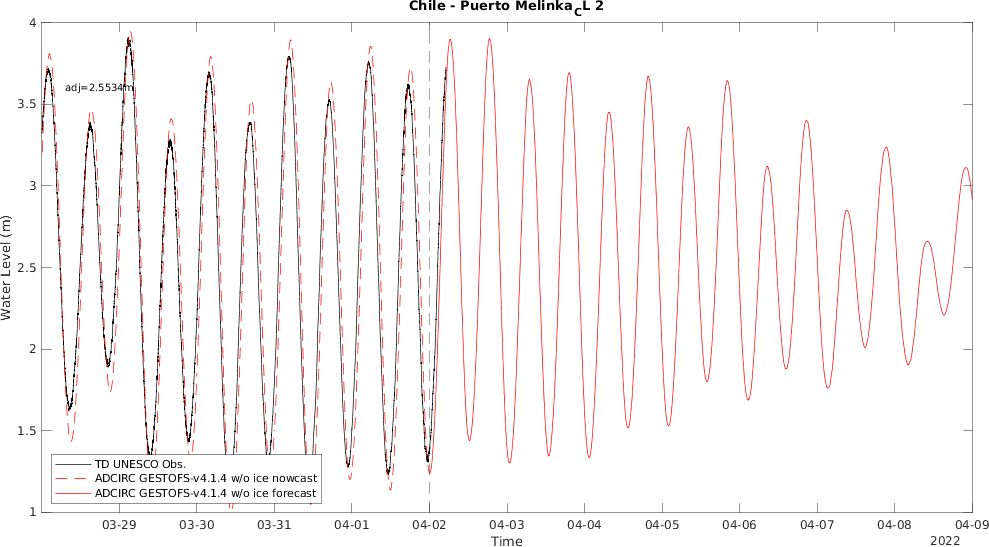 Chile - Puerto Melinka_CL 2
adj=2.5534m
4
3.5
3
2.5
2
1.5
1
Water Level (m)
TD UNESCO Obs.
ADCIRC GESTOFS-v4.1.4 w/o ice nowcast
ADCIRC GESTOFS-v4.1.4 w/o ice forecast
03-29 03-30 03-31 04-01 04-02 04-03 04-04 04-05 04-06 04-07 04-08 04-09
Time
2022